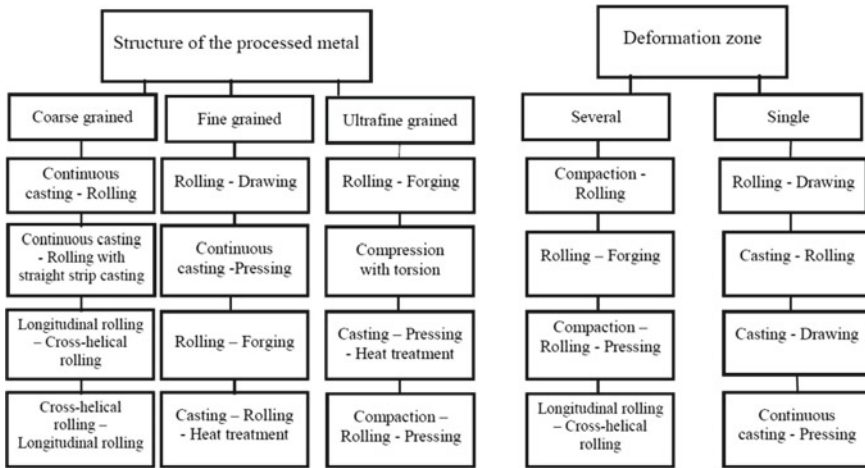 Structure of the processed metal
Coarse grained
Fine grained
Ultrafine grained
Continuous
casting - Rolling
Rolling - Drawing
Rolling - Forging
Continuous casting
- Rolling with
straight strip casting
Continuous
casting -Pressing
Compression
with torsion
Longitudinal rolling
– Cross-helical
rolling
Rolling – Forging
Casting – Pressing
- Heat treatment
Cross-helical
rolling –
Longitudinal rolling
Casting – Rolling
- Heat treatment
Compaction –
Rolling - Pressing
Deformation zone
Several
Single
Compaction -
Rolling
Rolling - Drawing
Rolling – Forging
Casting - Rolling
Compaction –
Rolling - Pressing
Casting - Drawing
Longitudinal rolling
– Cross-helical
rolling
Continuous
casting - Pressing